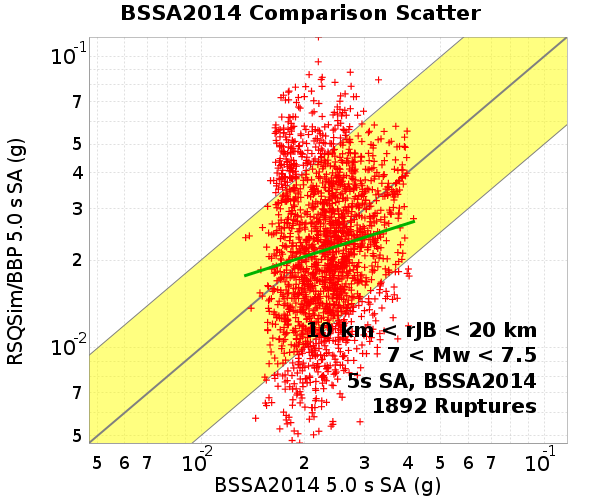 BSSA2014 Comparison Scatter
RSQSim/BBP 5.0 s SA (g)
10⁻¹
7
5
4
3
2
10⁻²
7
5
10 km < rJB < 20 km
7 < Mw < 7.5
5s SA, BSSA2014
1892 Ruptures
5 6 7 10⁻² 2 3 4 5 6 7 10⁻¹
BSSA2014 5.0 s SA (g)